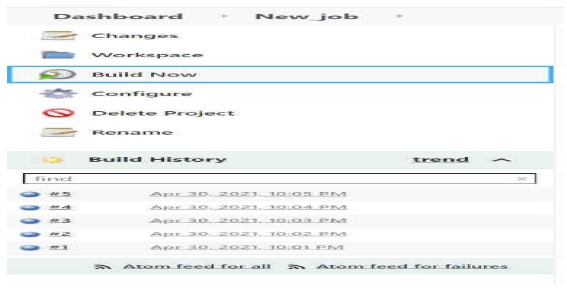 Dashboard New job
Changes
Workspace
Build Now
Configure
Delete Project
Rename
Build History trend
find ×
#5 Apr 30, 2021, 10:05 PM
#4 Apr 30, 2021, 10:04 PM
#3 Apr 30, 2021, 10:03 PM
#2 Apr 30, 2021, 10:02 PM
#1 Apr 30, 2021, 10:01 PM
Atom feed for all Atom feed for failures